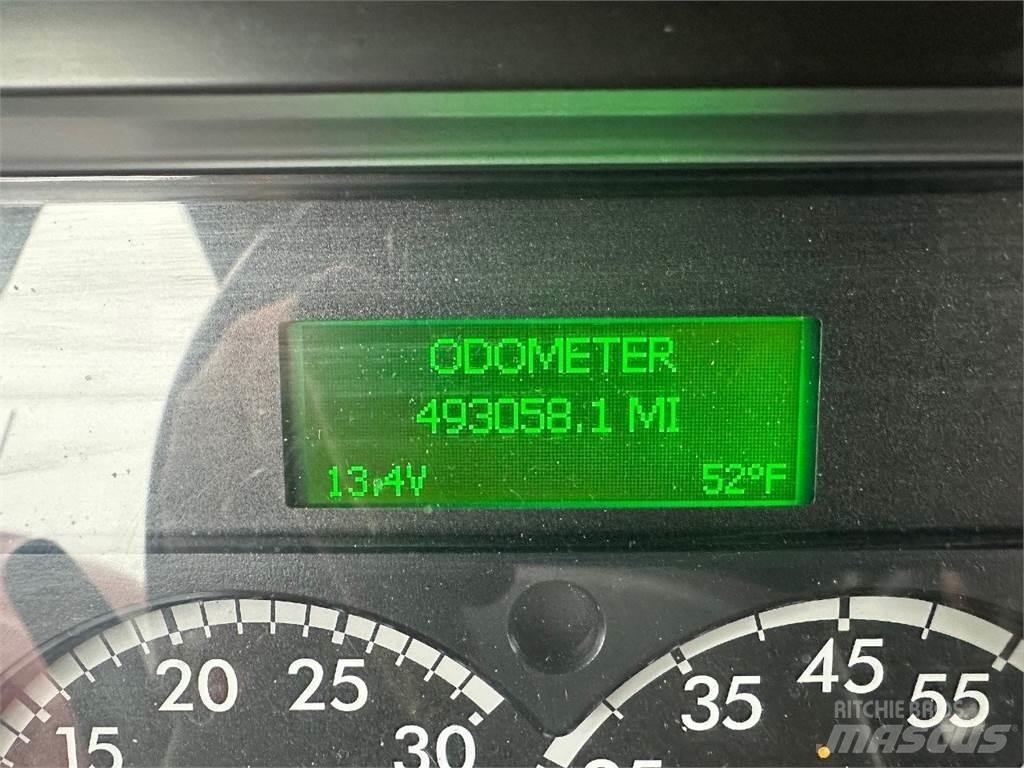 ODOMETER
493058.1 MI
13.4V 52°F
15 20 25 30
35 45 55
RITCHIE BROS
MASCUS